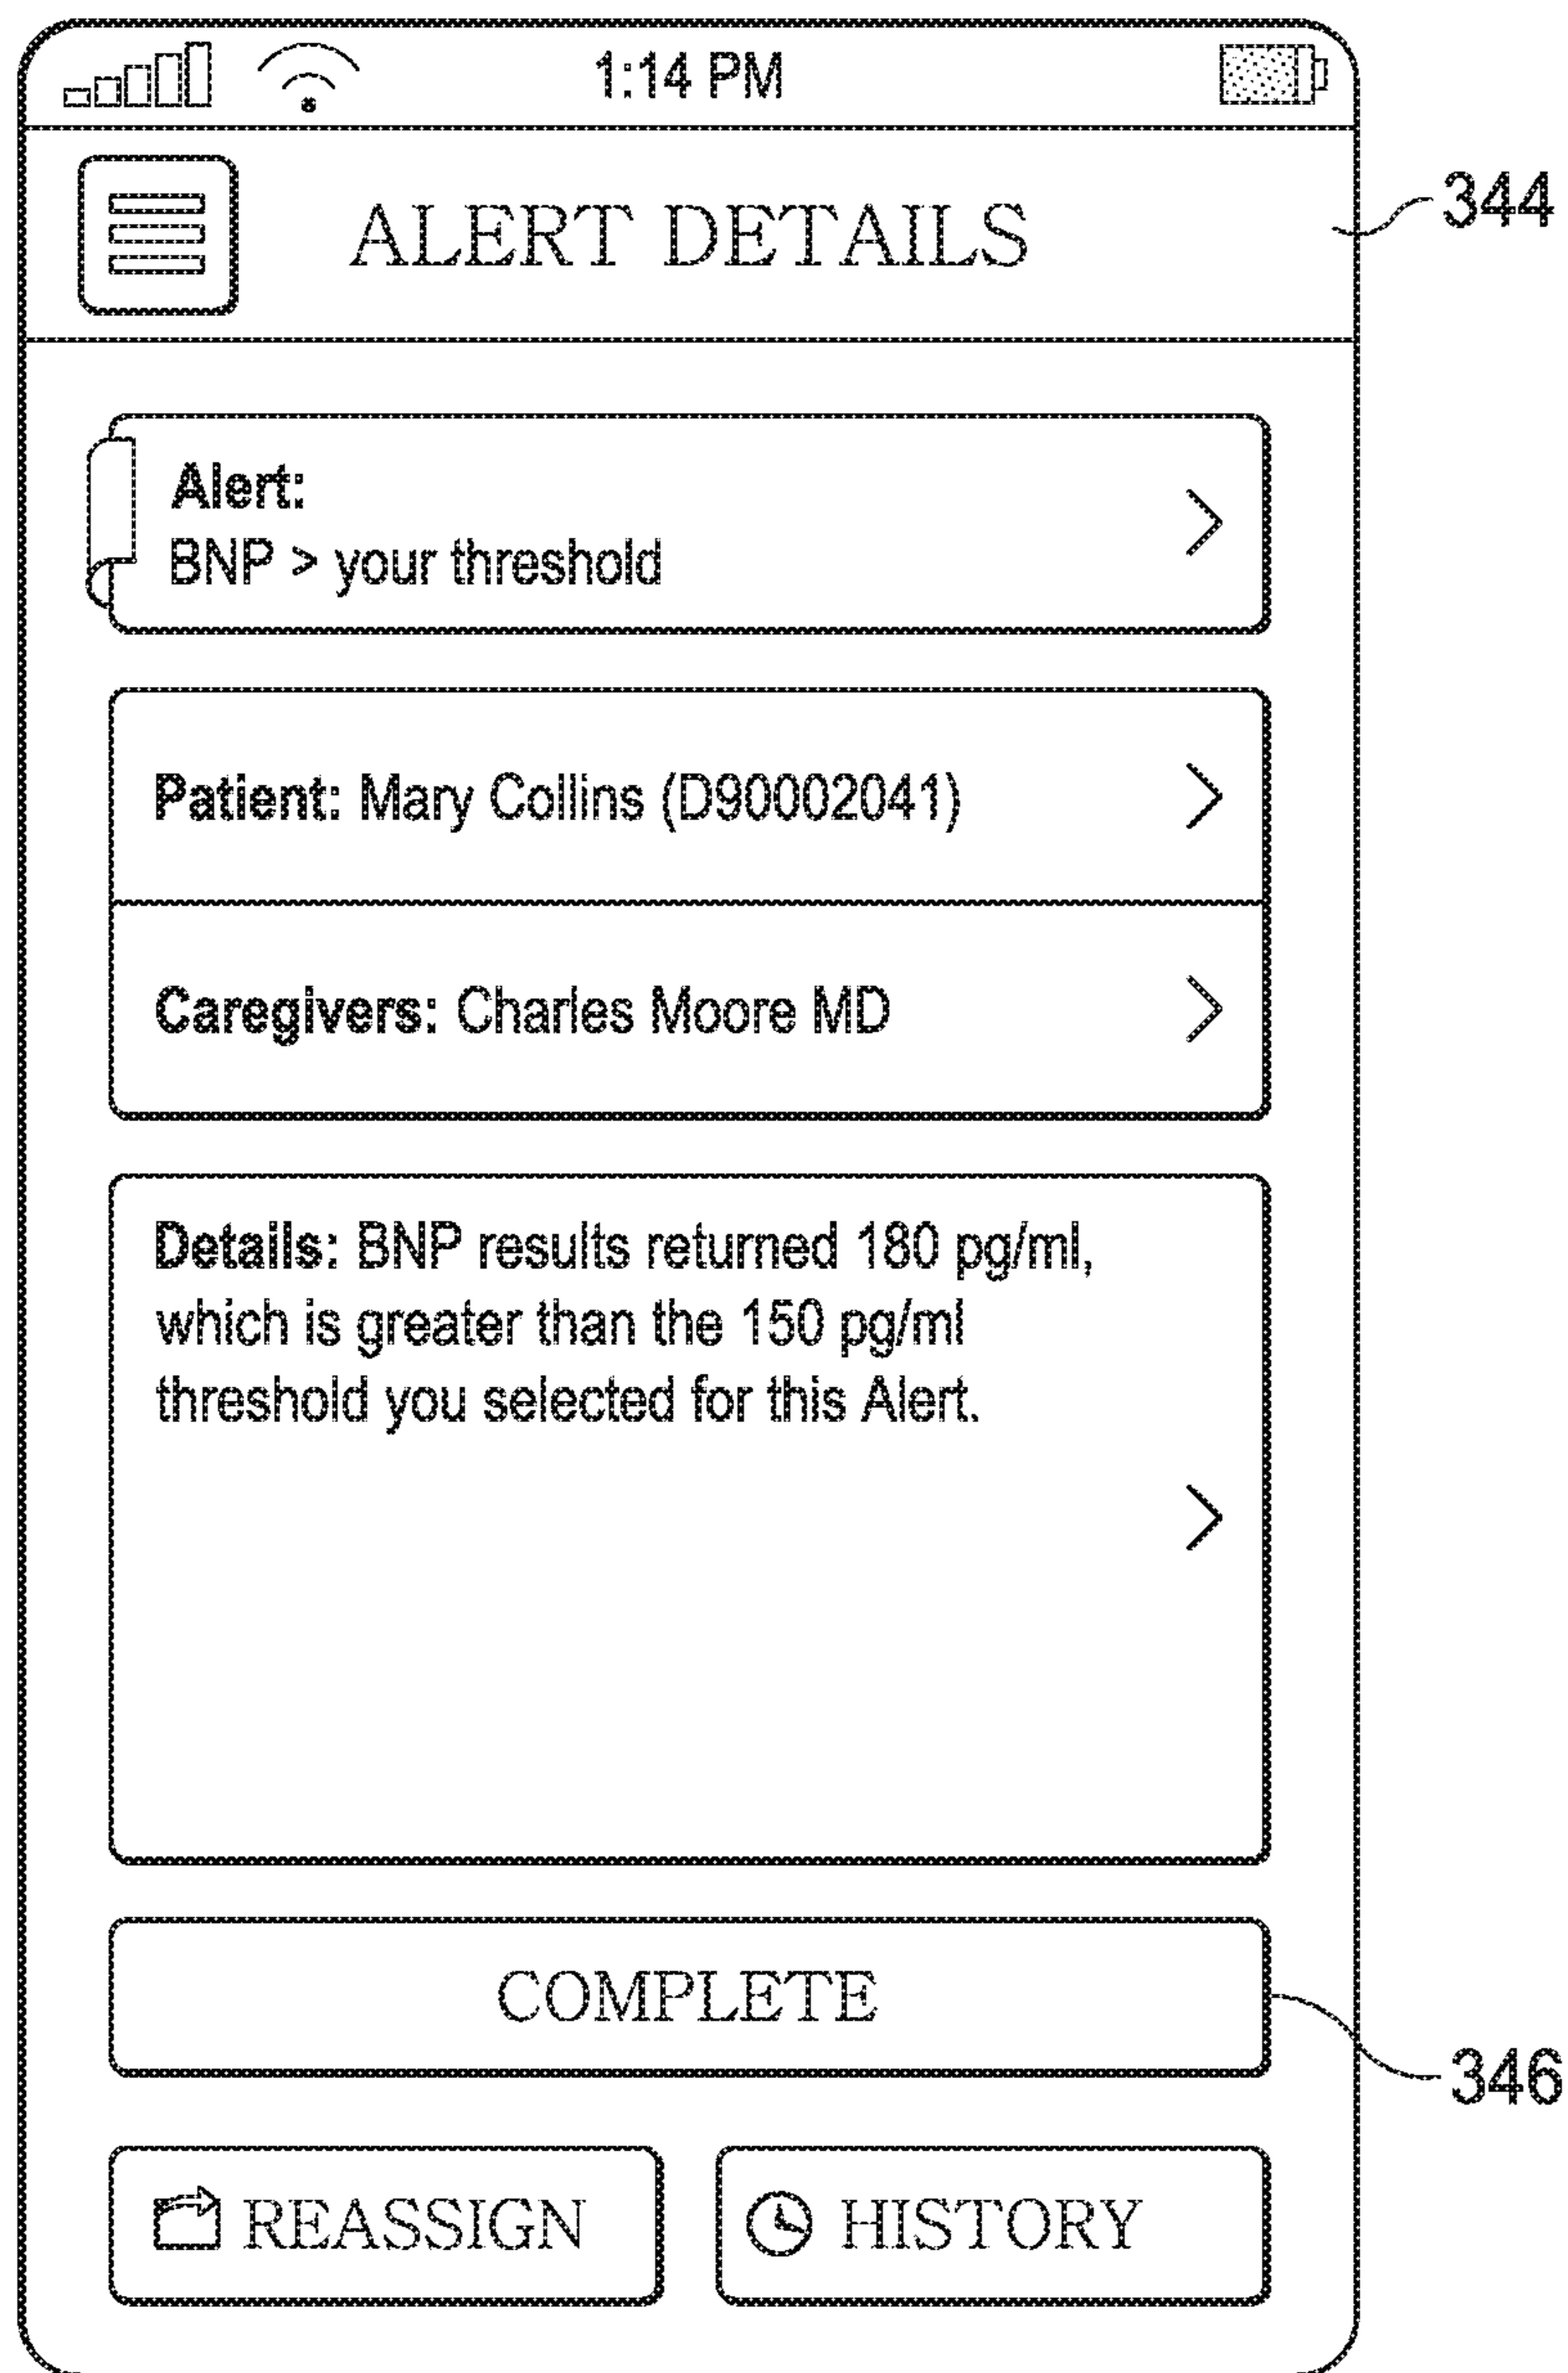 1:14 PM
ALERT DETAILS
344
Alert:
BNP > your threshold
Patient: Mary Collins (D90002041)
Caregivers: Charles Moore MD
Details: BNP results returned 180 pg/ml,
which is greater than the 150 pg/ml
threshold you selected for this Alert.
COMPLETE
346
REASSIGN
HISTORY